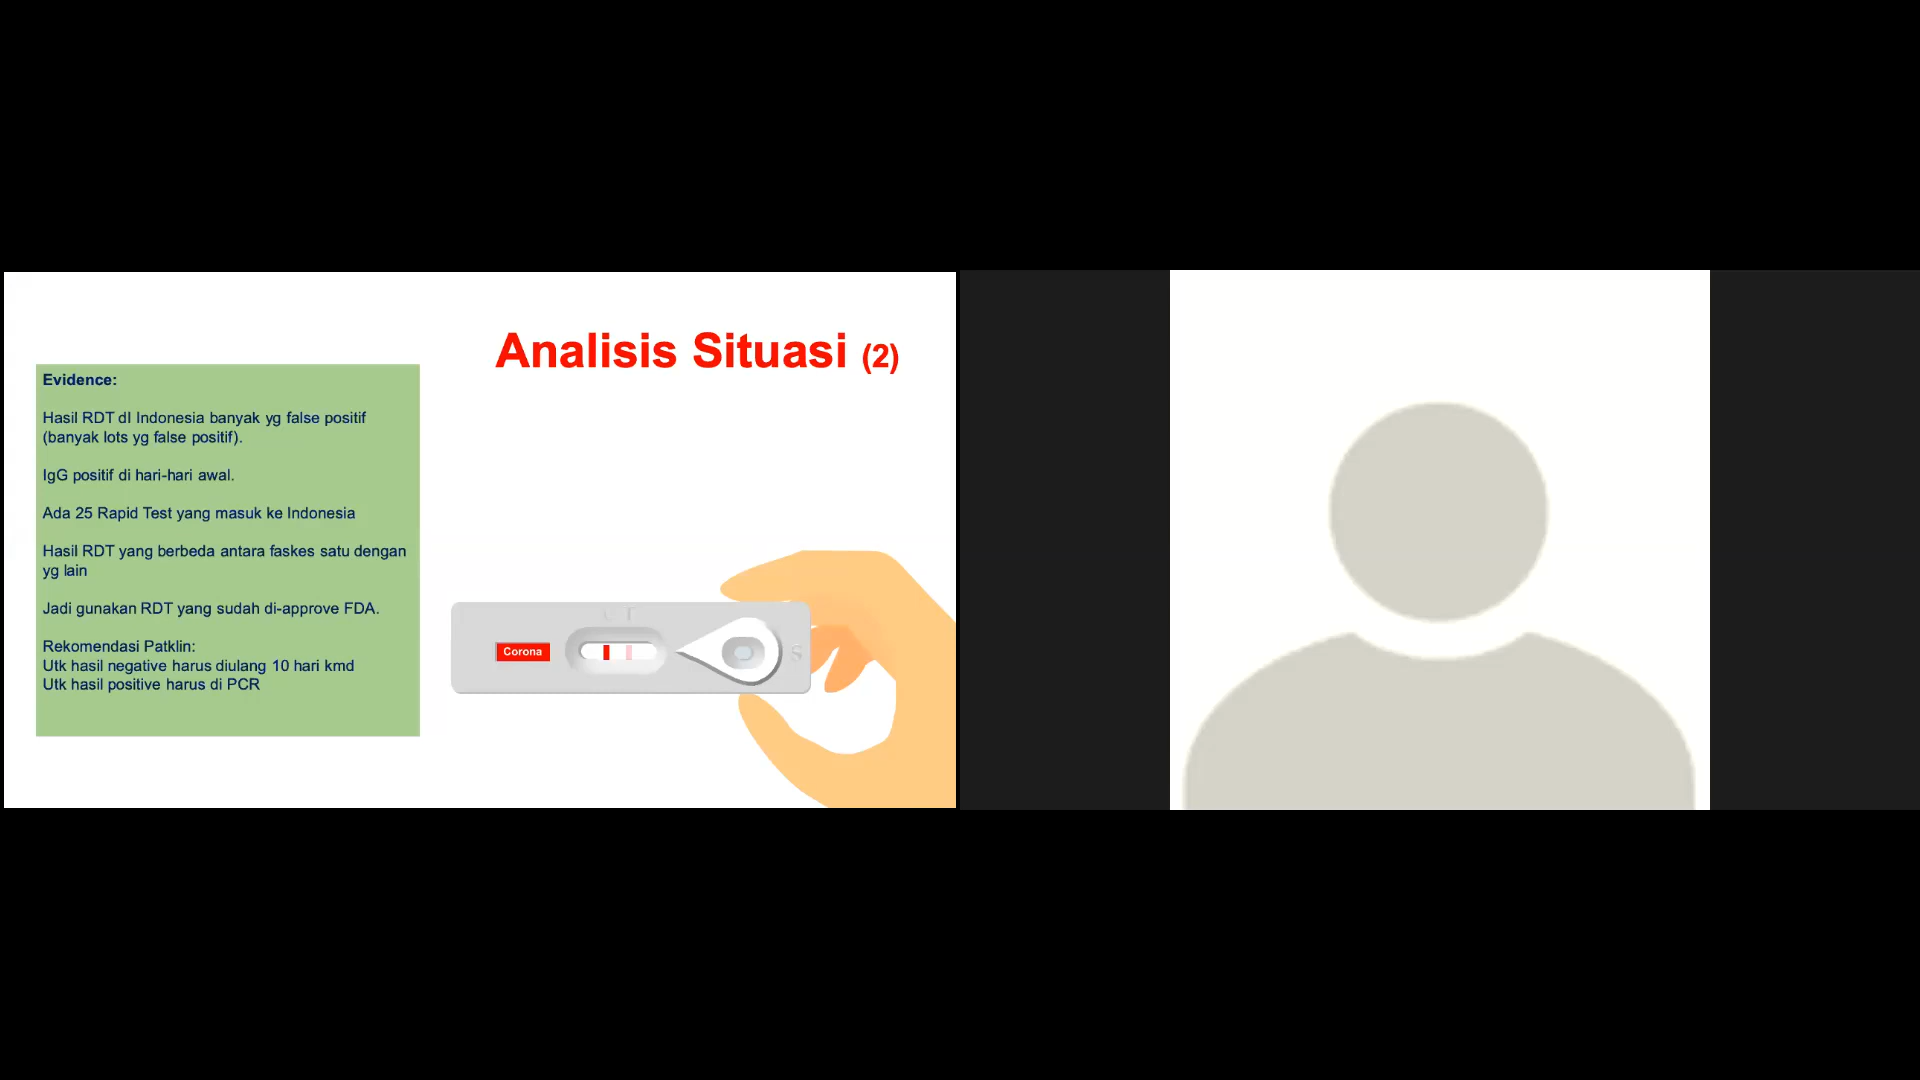 Analisis Situasi (2)
Evidence:
Hasil RDT dI Indonesia banyak yg false positif
(banyak lots yg false positif).
IgG positif di hari-hari awal.
Ada 25 Rapid Test yang masuk ke Indonesia
Hasil RDT yang berbeda antara faskes satu dengan
yg lain
Jadi gunakan RDT yang sudah di-approve FDA.
Rekomendasi Patklin:
Utk hasil negative harus diulang 10 hari kmd
Utk hasil positive harus di PCR
C T
Corona
S